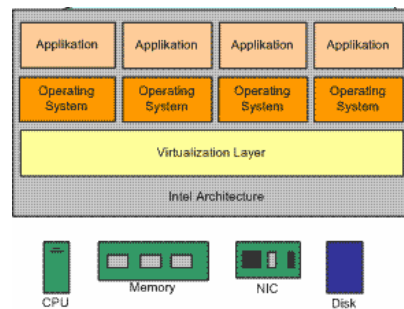 Applikation Applikation Applikation Applikation
Operating Operating Operating Operating
System System System System
Virtualization Layer
Intel Architecture
CPU Memory NIC Disk